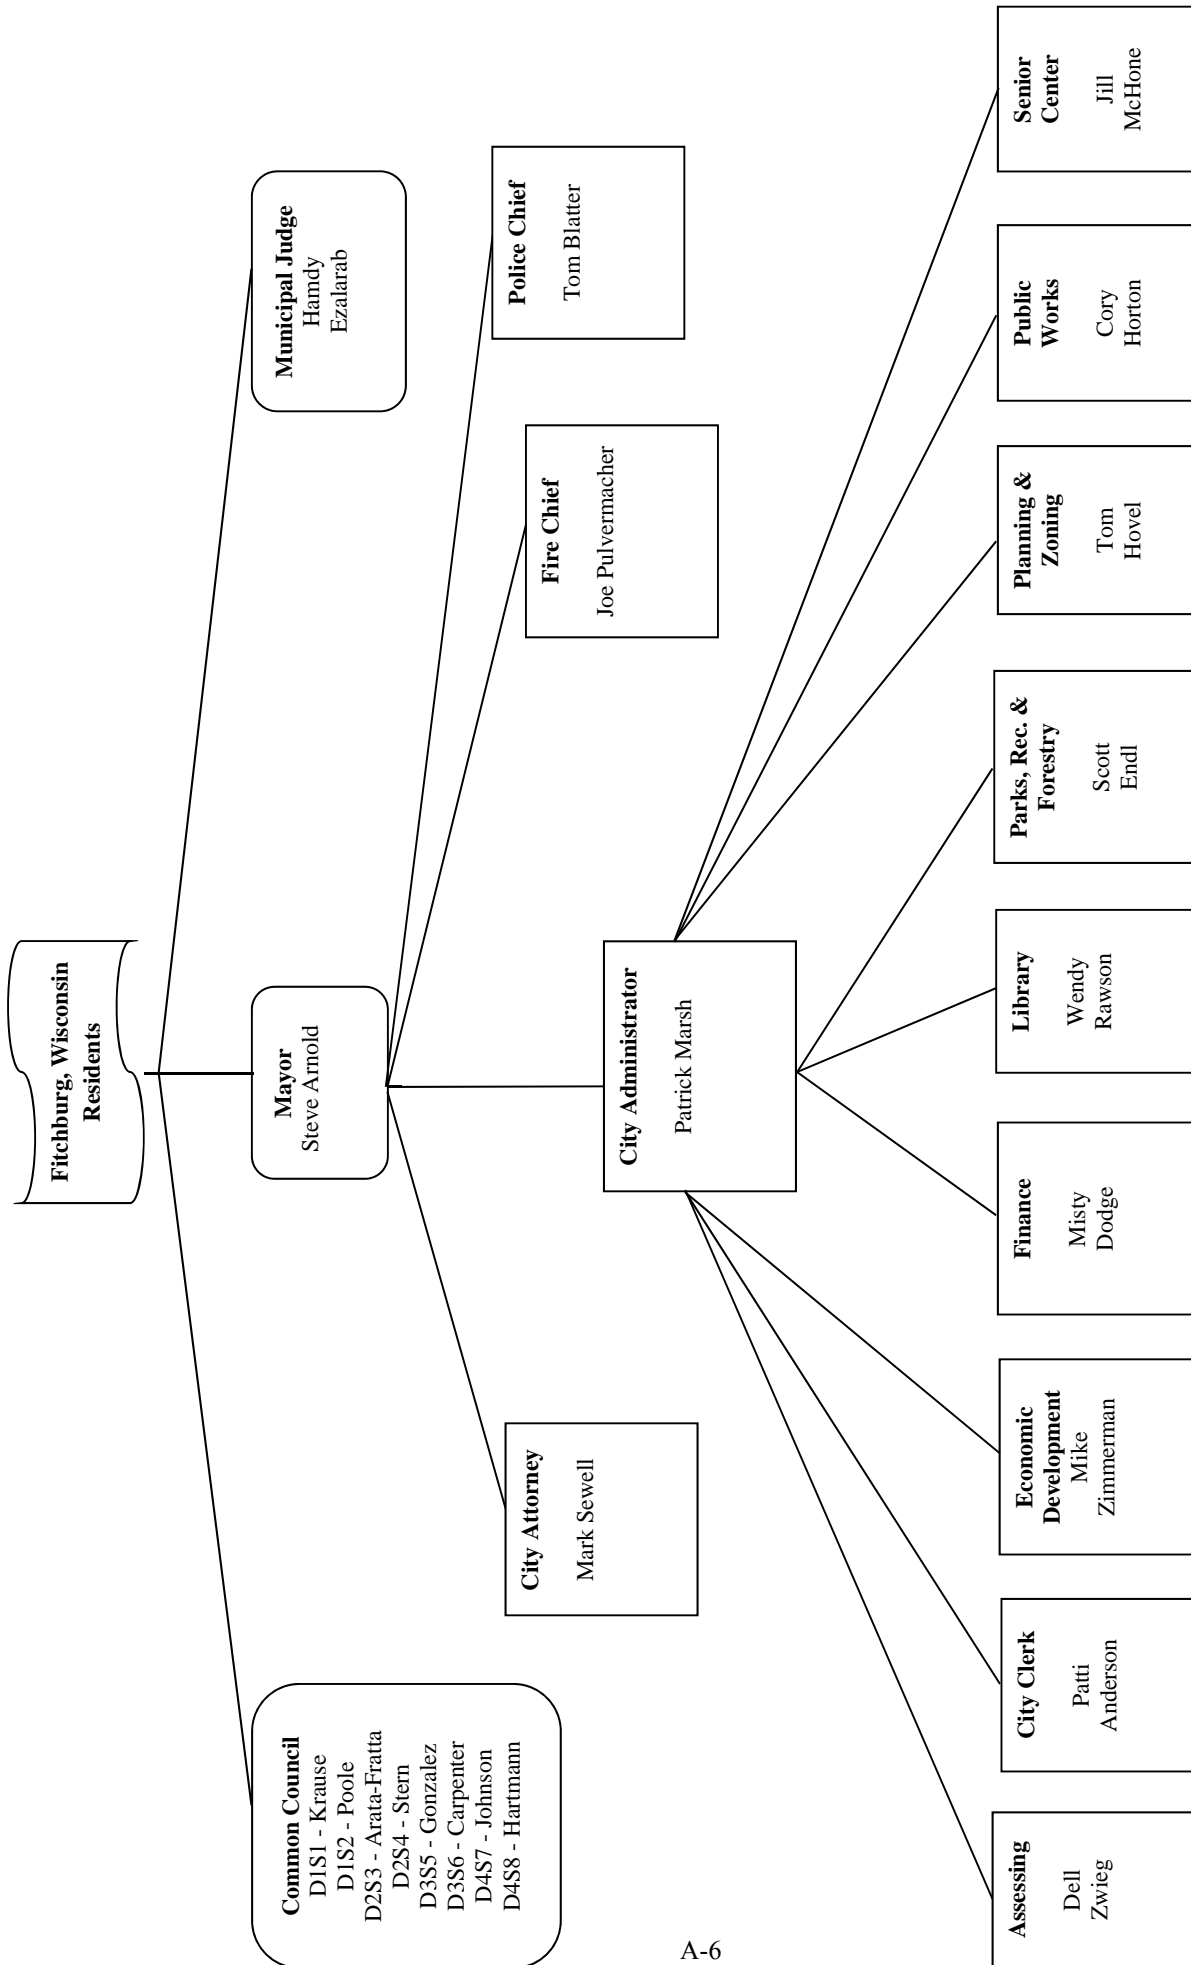 Fitchburg, Wisconsin
Residents
Common Council
D1S1 - Krause
D1S2 - Poole
D2S3 - Arata-Fratta
D2S4 - Stern
D3S5 - Gonzalez
D3S6 - Carpenter
D4S7 - Johnson
D4S8 - Hartmann
Mayor
Steve Arnold
Municipal Judge
Hamdy
Ezalarab
City Attorney
Mark Sewell
Fire Chief
Joe Pulvermacher
Police Chief
Tom Blatter
City Administrator
Patrick Marsh
Assessing
Dell
Zwieg
City Clerk
Patti
Anderson
Economic
Development
Mike
Zimmerman
Finance
Misty
Dodge
Library
Wendy
Rawson
Parks, Rec. &
Forestry
Scott
Endl
Planning &
Zoning
Tom
Hovel
Public
Works
Cory
Horton
Senior
Center
Jill
McHone
A-6